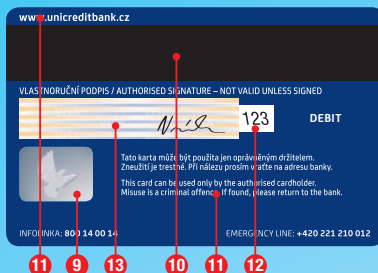 www.unicreditbank.cz
10
VLASTNORUČNÍ PODPIS / AUTHORISED SIGNATURE – NOT VALID UNLESS SIGNED
123
DEBIT
Tato karta může být použita jen oprávněným držitelem.
Zneužití je trestné. Při nálezu prosím vraťte na adresu banky.
This card can be used only by the authorised cardholder.
Misuse is a criminal offence. If found, please return to the bank.
INFOLINKA: 800 14 00 14
EMERGENCY LINE: +420 221 210 012
11 9 13 10 11 12